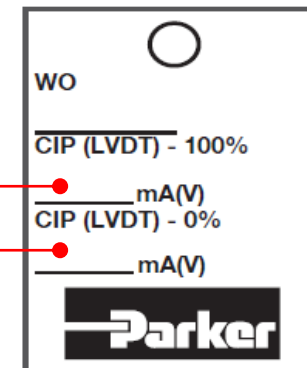 WO
CIP (LVDT) - 100%
mA(V)
CIP (LVDT) - 0%
mA(V)
Parker